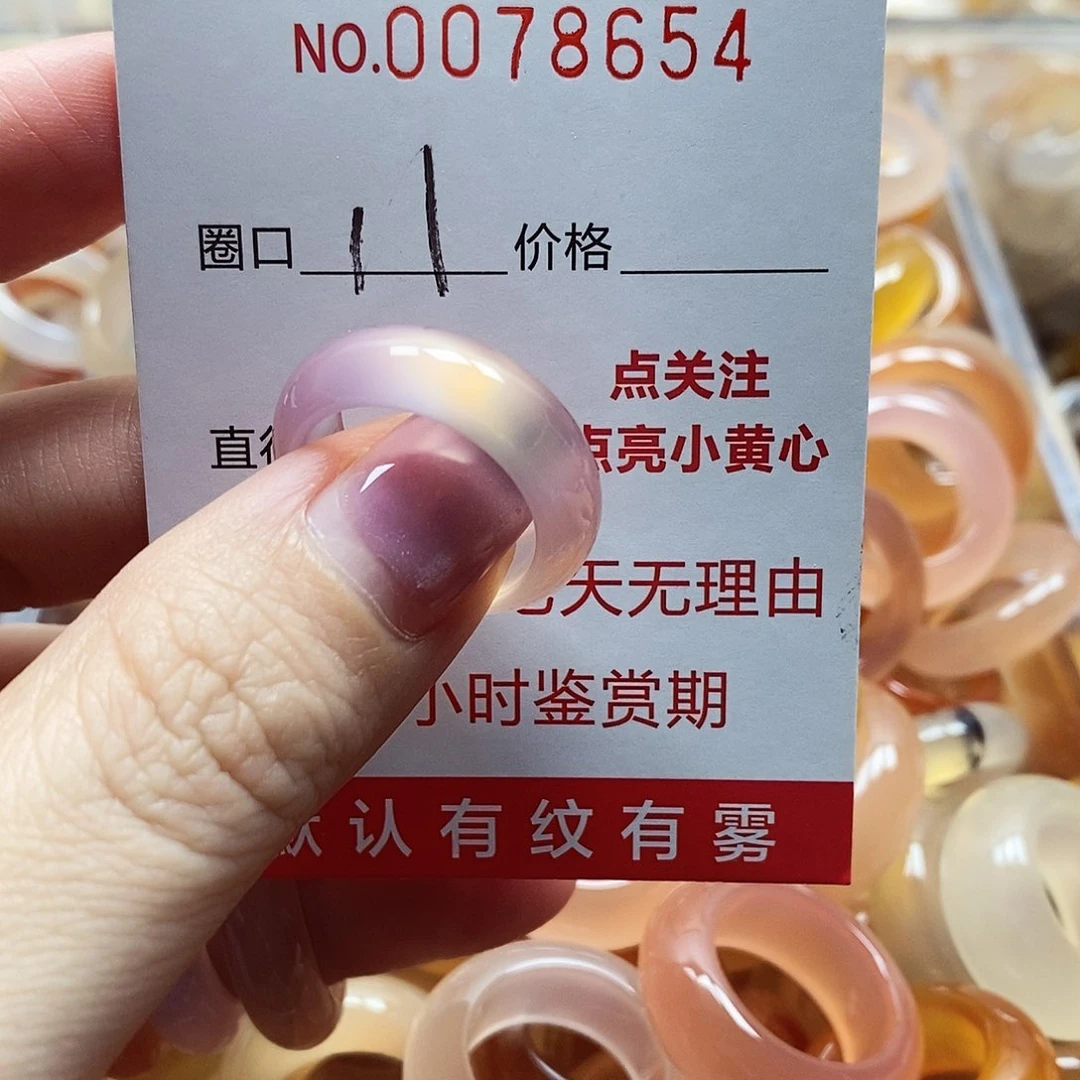 NO.0078654
圈口 11 价格
点关注
直 点亮小黄心
天无理由
小时鉴赏期
默认有纹有雾